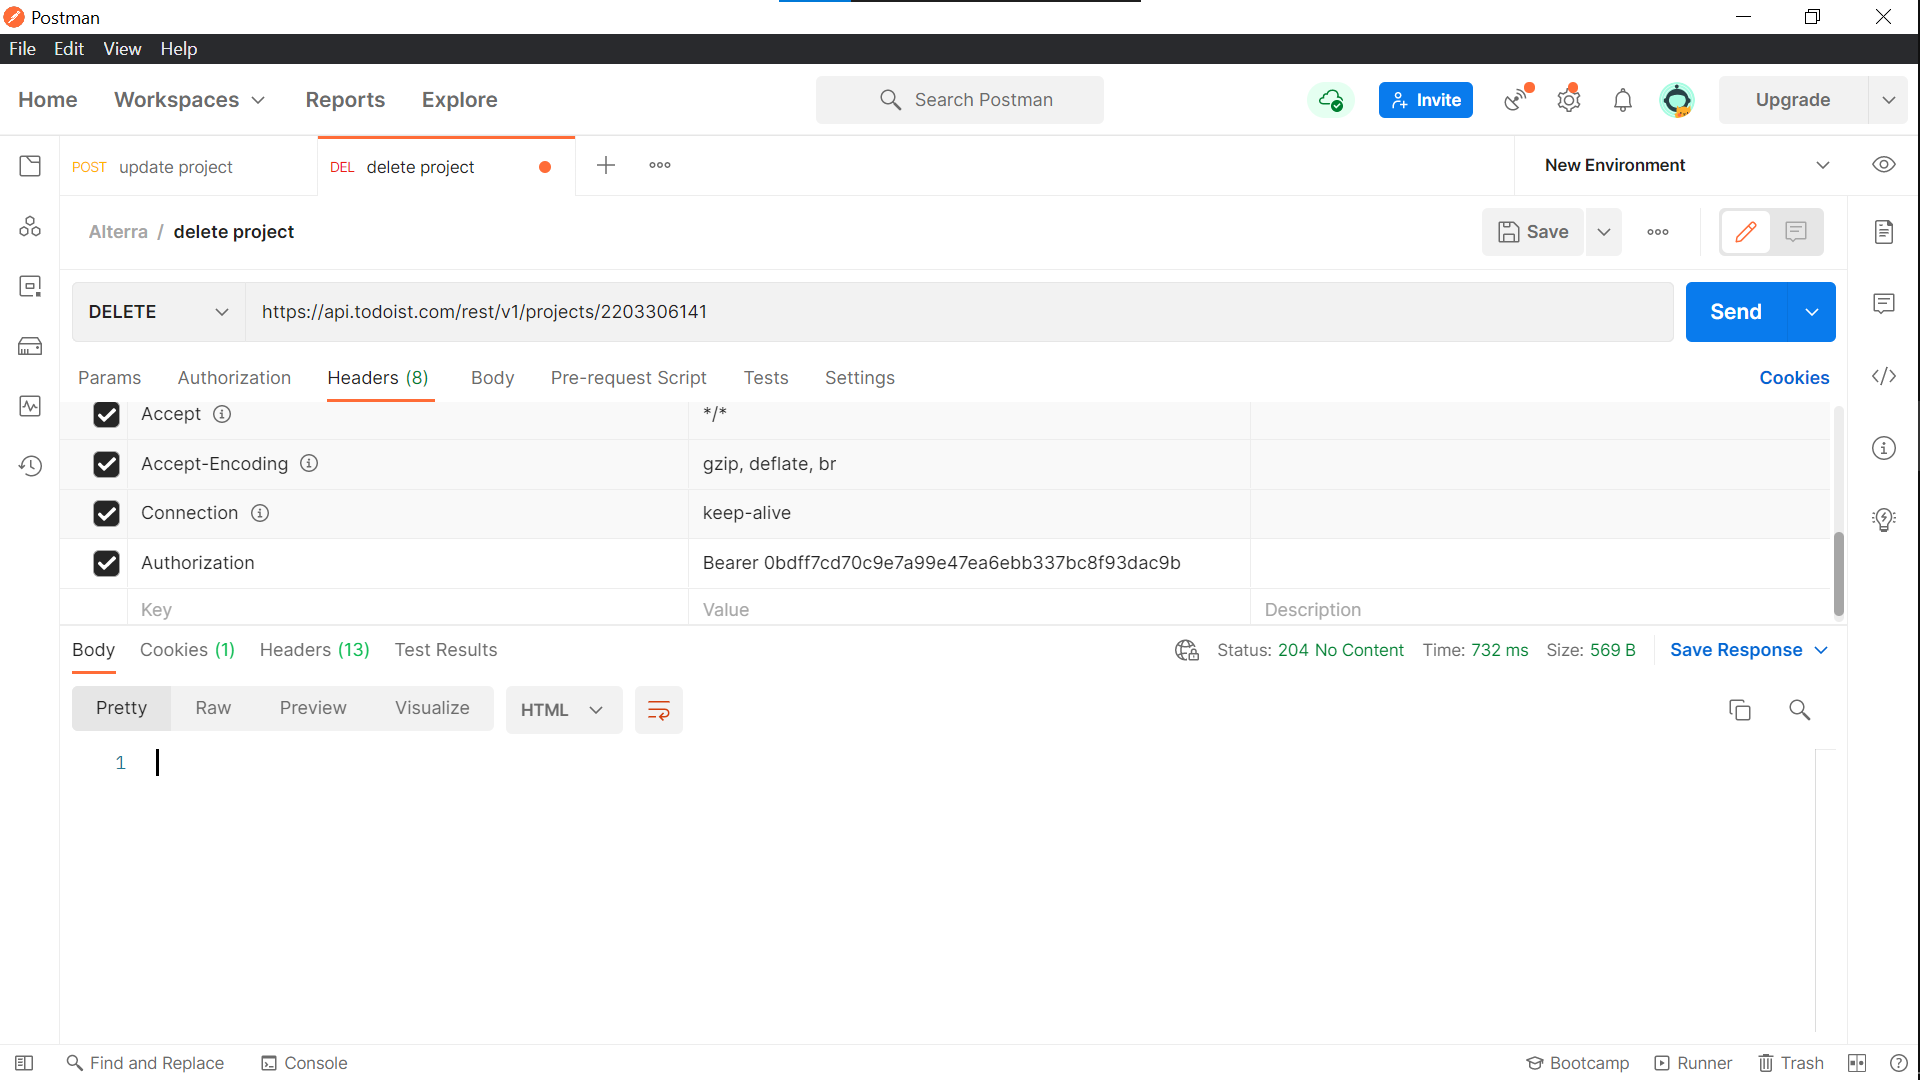 Postman
File Edit View Help
Home Workspaces Reports Explore Search Postman Invite Upgrade
POST update project DEL delete project New Environment
Alterra / delete project Save
DELETE https://api.todoist.com/rest/v1/projects/2203306141 Send
Params Authorization Headers (8) Body Pre-request Script Tests Settings Cookies
Accept */*
Accept-Encoding gzip, deflate, br
Connection keep-alive
Authorization Bearer 0bdff7cd70c9e7a99e47ea6ebb337bc8f93dac9b
Key Value Description
Body Cookies (1) Headers (13) Test Results Status: 204 No Content Time: 732 ms Size: 569 B Save Response
Pretty Raw Preview Visualize HTML
1
Find and Replace Console Bootcamp Runner Trash